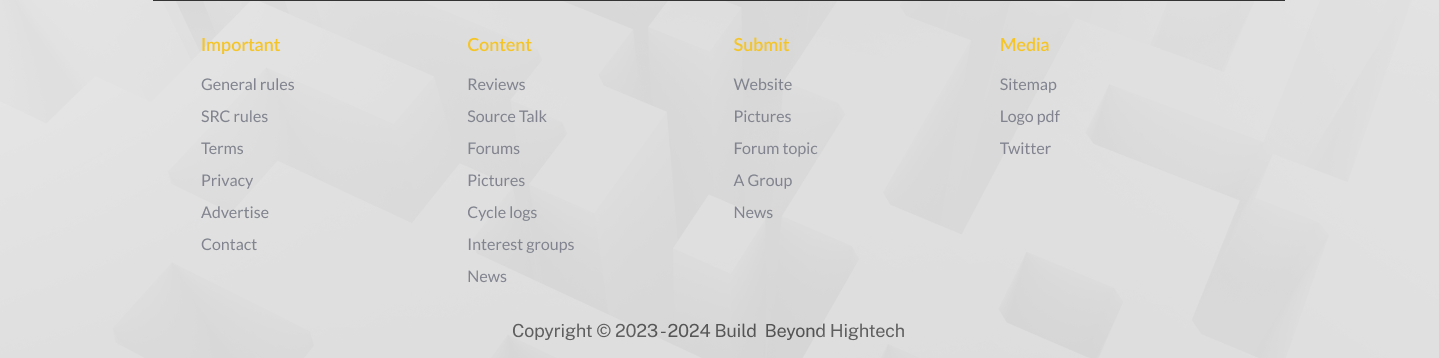 Important
General rules
SRC rules
Terms
Privacy
Advertise
Contact
Content
Reviews
Source Talk
Forums
Pictures
Cycle logs
Interest groups
News
Submit
Website
Pictures
Forum topic
A Group
News
Media
Sitemap
Logo pdf
Twitter
Copyright © 2023-2024 Build Beyond Hightech